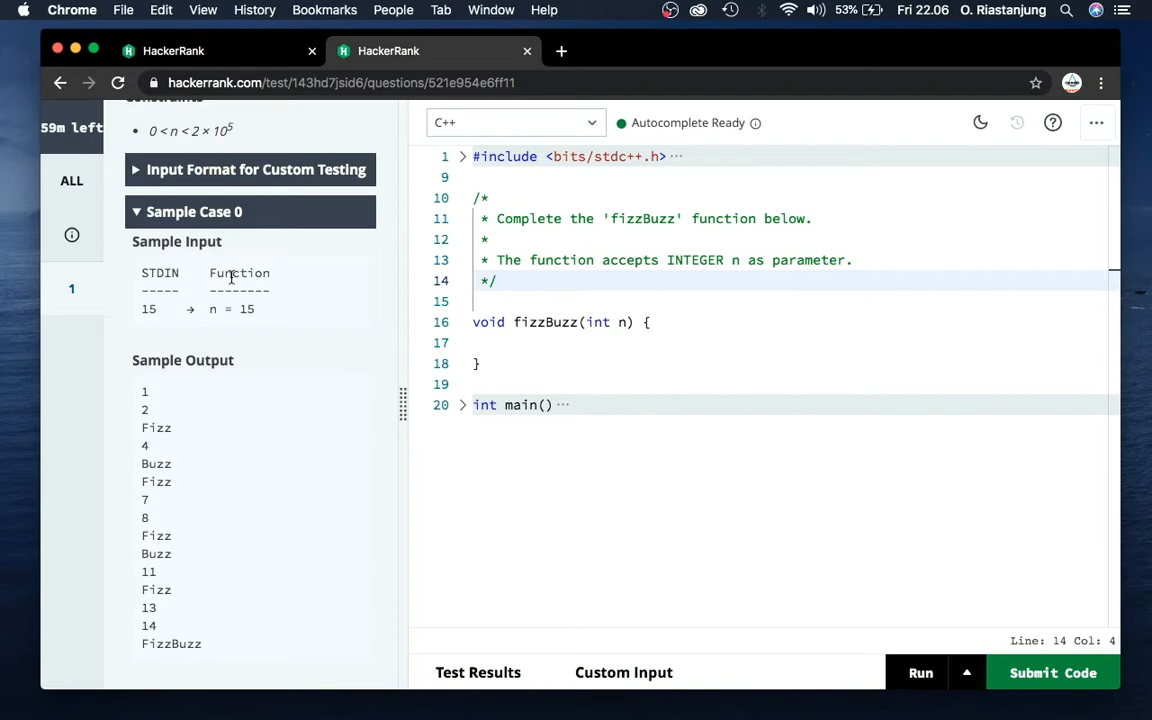 Chrome File Edit View History Bookmarks People Tab Window Help 53% Fri 22.06 O. Riastanjung
HackerRank HackerRank
hackerrank.com/test/143hd7jsid6/questions/521e954e6ff11
59m left
ALL
1
Constraints
0 < n < 2 × 10^5
Input Format for Custom Testing
Sample Case 0
Sample Input
STDIN Function
----- --------
15 → n = 15
Sample Output
1
2
Fizz
4
Buzz
Fizz
7
8
Fizz
Buzz
11
Fizz
13
14
FizzBuzz
C++ Autocomplete Ready
1 #include <bits/stdc++.h> ···
9
10 /*
11 * Complete the 'fizzBuzz' function below.
12 *
13 * The function accepts INTEGER n as parameter.
14 */
15
16 void fizzBuzz(int n) {
17
18 }
19
20 int main() ···
Line: 14 Col: 4
Test Results Custom Input Run Submit Code